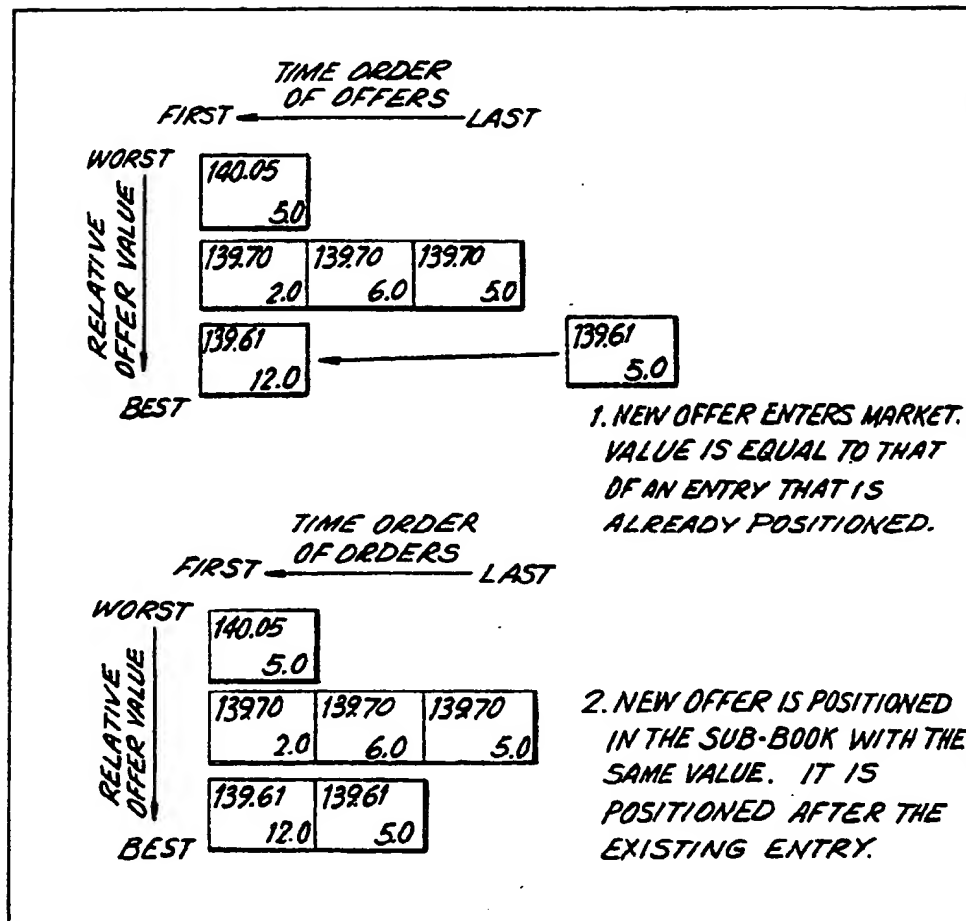 TIME ORDER
OF OFFERS
FIRST LAST
WORST
RELATIVE
OFFER VALUE
BEST
140.05
5.0
139.70 139.70 139.70
2.0 6.0 5.0
139.61 139.61
12.0 5.0
1. NEW OFFER ENTERS MARKET.
VALUE IS EQUAL TO THAT
OF AN ENTRY THAT IS
ALREADY POSITIONED.
TIME ORDER
OF ORDERS
FIRST LAST
WORST
RELATIVE
OFFER VALUE
BEST
140.05
5.0
139.70 139.70 139.70
2.0 6.0 5.0
139.61 139.61
12.0 5.0
2. NEW OFFER IS POSITIONED
IN THE SUB-BOOK WITH THE
SAME VALUE. IT IS
POSITIONED AFTER THE
EXISTING ENTRY.